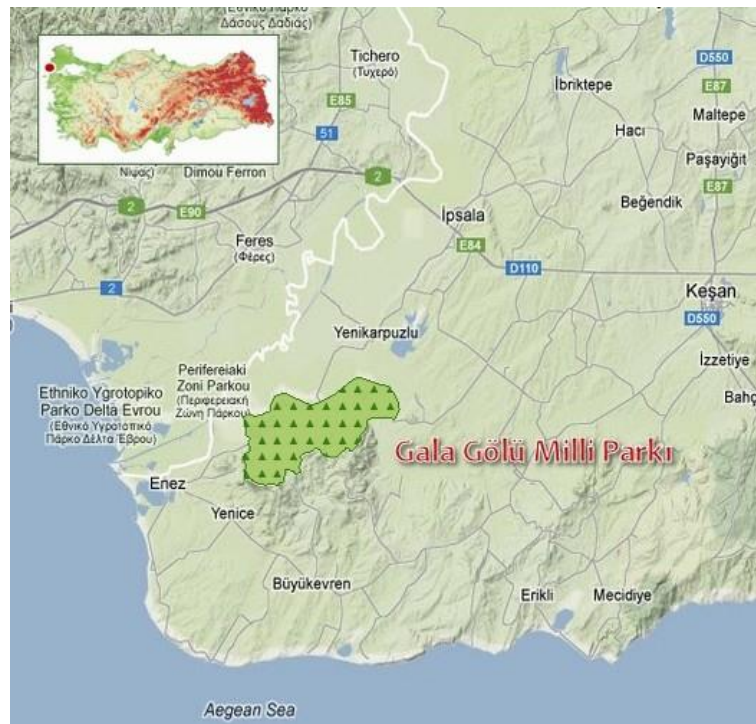 Εθνικό Πάρκο
Δάσους Δαδιάς)
Tichero
(Τυχερό)
D550
E87
İbriktepe
Maltepe
E85
Hacı
51
Paşayiğit
Νίψας)
Dimou Ferron
2
E87
Beğendik
2
E90
İpsala
Feres
(Φέρες)
E84
D110
2
Keşan
D550
Yenikarpuzlu
İzzetiye
Perifereiaki
Zoni Parkou
(Περιφερειακή
Ζώνη Πάρκου)
Ethniko Ygrotopiko
Parko Delta Evrou
(Εθνικό Υγροτοπικό
Πάρκο Δέλτα Έβρου)
Bahç
Gala Gölü Milli Parkı
Enez
Yenice
Büyükevren
Erikli
Mecidiye
Aegean Sea